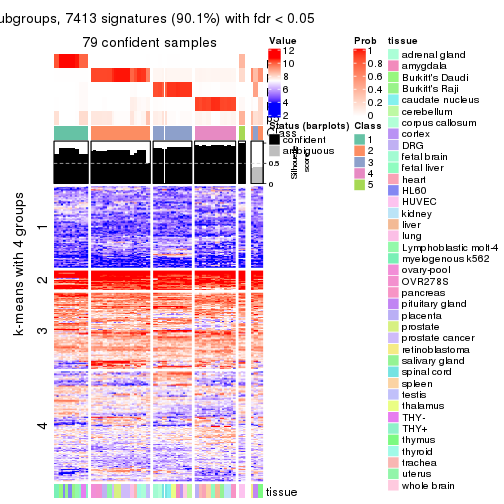 ubgroups, 7413 signatures (90.1%) with fdr < 0.05
79 confident samples
k-means with 4 groups
1
2
3
4
Value
12
10
8
6
4
2
Prob
1
0.8
0.6
0.4
0.2
0
Status (barplots)
confident
ambiguous
Class
1
2
3
4
5
Class
0.5
0
Silhouette
score
tissue
tissue
adrenal gland
amygdala
Burkitt's Daudi
Burkitt's Raji
caudate nucleus
cerebellum
corpus callosum
cortex
DRG
fetal brain
fetal liver
heart
HL60
HUVEC
kidney
liver
lung
Lymphoblastic molt-4
myelogenous k562
ovary-pool
OVR278S
pancreas
pituitary gland
placenta
prostate
prostate cancer
retinoblastoma
salivary gland
spinal cord
spleen
testis
thalamus
THY-
THY+
thymus
thyroid
trachea
uterus
whole brain